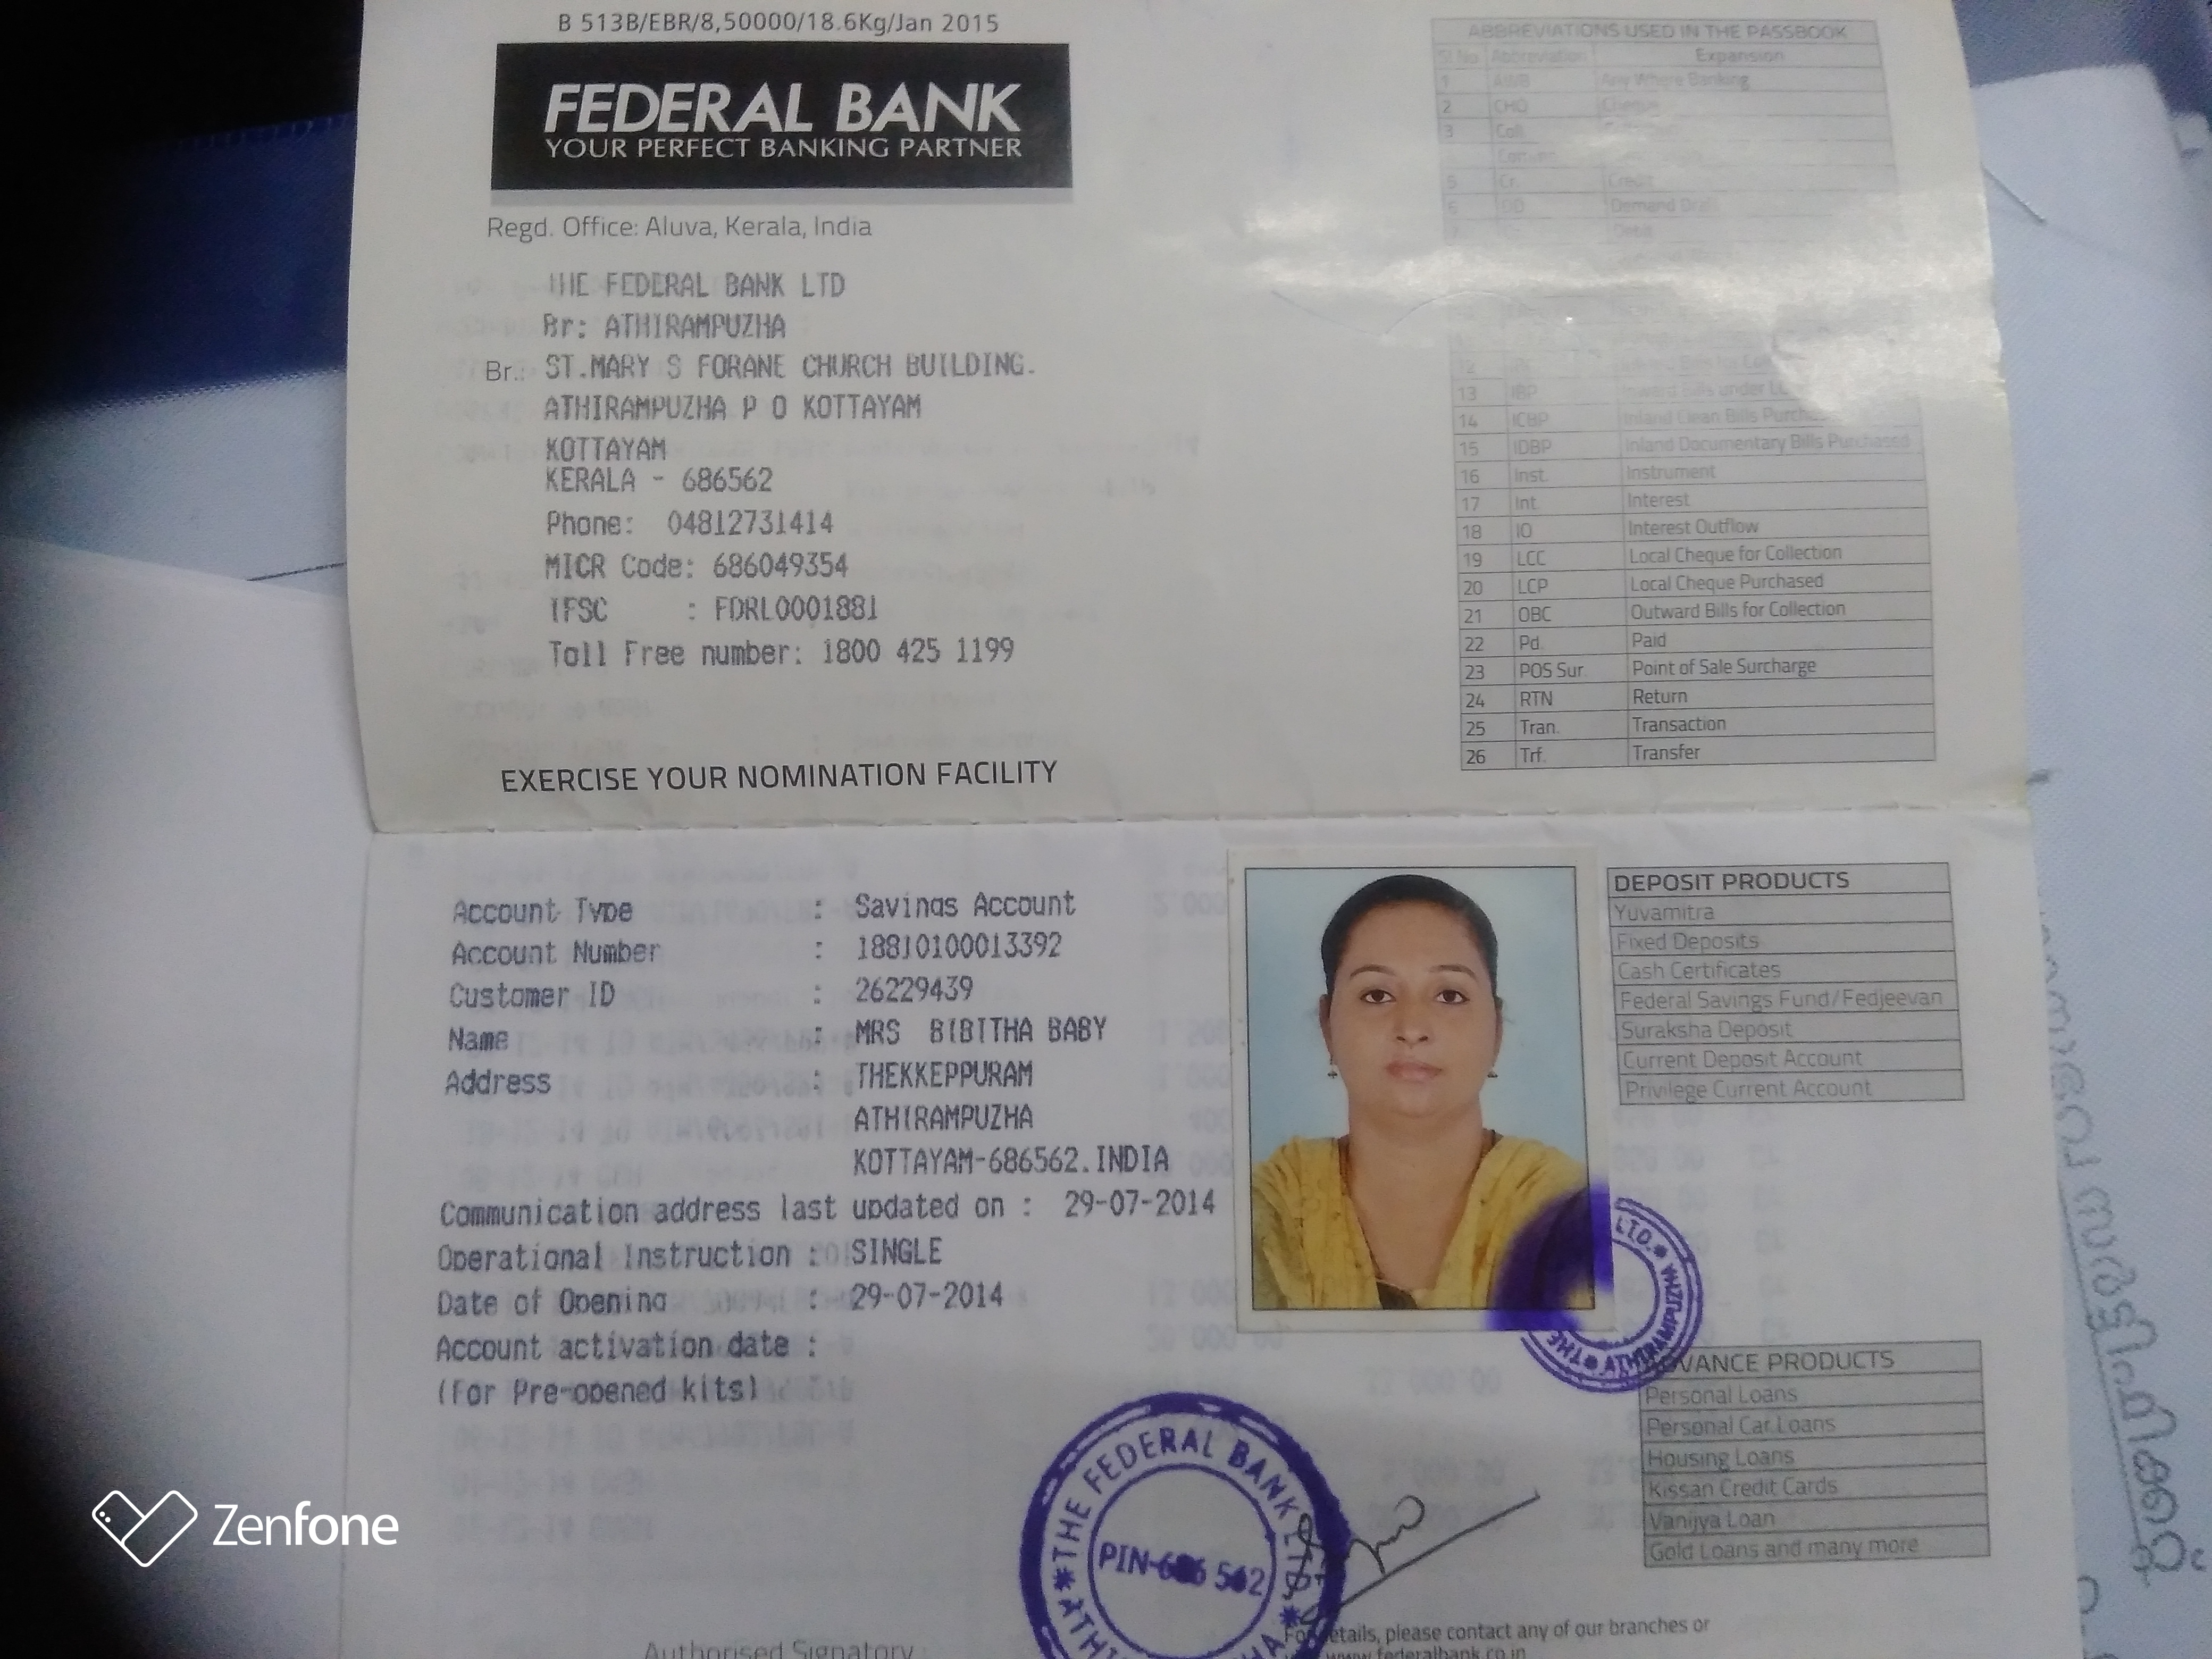 B 513B/EBR/8,50000/18.6Kg/Jan 2015
FEDERAL BANK
YOUR PERFECT BANKING PARTNER
Regd. Office: Aluva, Kerala, India
THE FEDERAL BANK LTD
Br: ATHIRAMPUZHA
Br.: ST.MARY S FORANE CHURCH BUILDING.
ATHIRAMPUZHA P O KOTTAYAM
KOTTAYAM
KERALA - 686562
Phone: 04812731414
MICR Code: 686049354
IFSC : FDRL0001881
Toll Free number: 1800 425 1199
EXERCISE YOUR NOMINATION FACILITY
ABBREVIATIONS USED IN THE PASSBOOK
Sl No Abbreviation Expansion
1 AWB Any Where Banking
2 CHQ Cheque
3 Coll.
5 Cr. Credit
6 DD Demand Draft
7 Debit
12
13 IBP Inward Bills under
14 ICBP Inland Clean Bills
15 IDBP Inland Documentary Bills Purchased
16 Inst. Instrument
17 Int. Interest
18 IO Interest Outflow
19 LCC Local Cheque for Collection
20 LCP Local Cheque Purchased
21 OBC Outward Bills for Collection
22 Pd. Paid
23 POS Sur. Point of Sale Surcharge
24 RTN Return
25 Tran. Transaction
26 Trf. Transfer
Account Type : Savings Account
Account Number : 18810100013392
Customer ID : 26229439
Name : MRS BIBITHA BABY
Address : THEKKEPPURAM
ATHIRAMPUZHA
KOTTAYAM-686562.INDIA
Communication address last updated on : 29-07-2014
Operational Instruction : SINGLE
Date of Opening : 29-07-2014
Account activation date :
(For Pre-opened kits)
DEPOSIT PRODUCTS
Yuvamitra
Fixed Deposits
Cash Certificates
Federal Savings Fund/Fedjeevan
Suraksha Deposit
Current Deposit Account
Privilege Current Account
LTD. * ATHIRAMPUZHA * THE
ADVANCE PRODUCTS
Personal Loans
Personal Car Loans
Housing Loans
Kissan Credit Cards
Vanijya Loan
Gold Loans and many more
* THE FEDERAL BANK LTD. *
PIN-686 562
Authorised Signatory
For details, please contact any of our branches or
www.federalbank.co.in
Zenfone